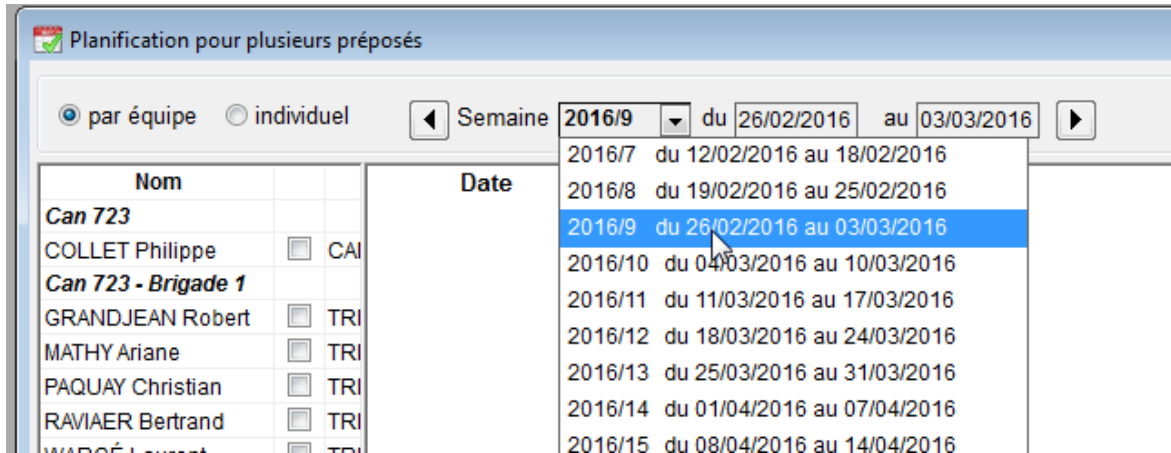 Planification pour plusieurs préposés
par équipe individuel Semaine 2016/9 du 26/02/2016 au 03/03/2016
Nom Date
2016/7 du 12/02/2016 au 18/02/2016
2016/8 du 19/02/2016 au 25/02/2016
2016/9 du 26/02/2016 au 03/03/2016
2016/10 du 04/03/2016 au 10/03/2016
2016/11 du 11/03/2016 au 17/03/2016
2016/12 du 18/03/2016 au 24/03/2016
2016/13 du 25/03/2016 au 31/03/2016
2016/14 du 01/04/2016 au 07/04/2016
2016/15 du 08/04/2016 au 14/04/2016
Can 723
COLLET Philippe CAI
Can 723 - Brigade 1
GRANDJEAN Robert TRI
MATHY Ariane TRI
PAQUAY Christian TRI
RAVIAER Bertrand TRI